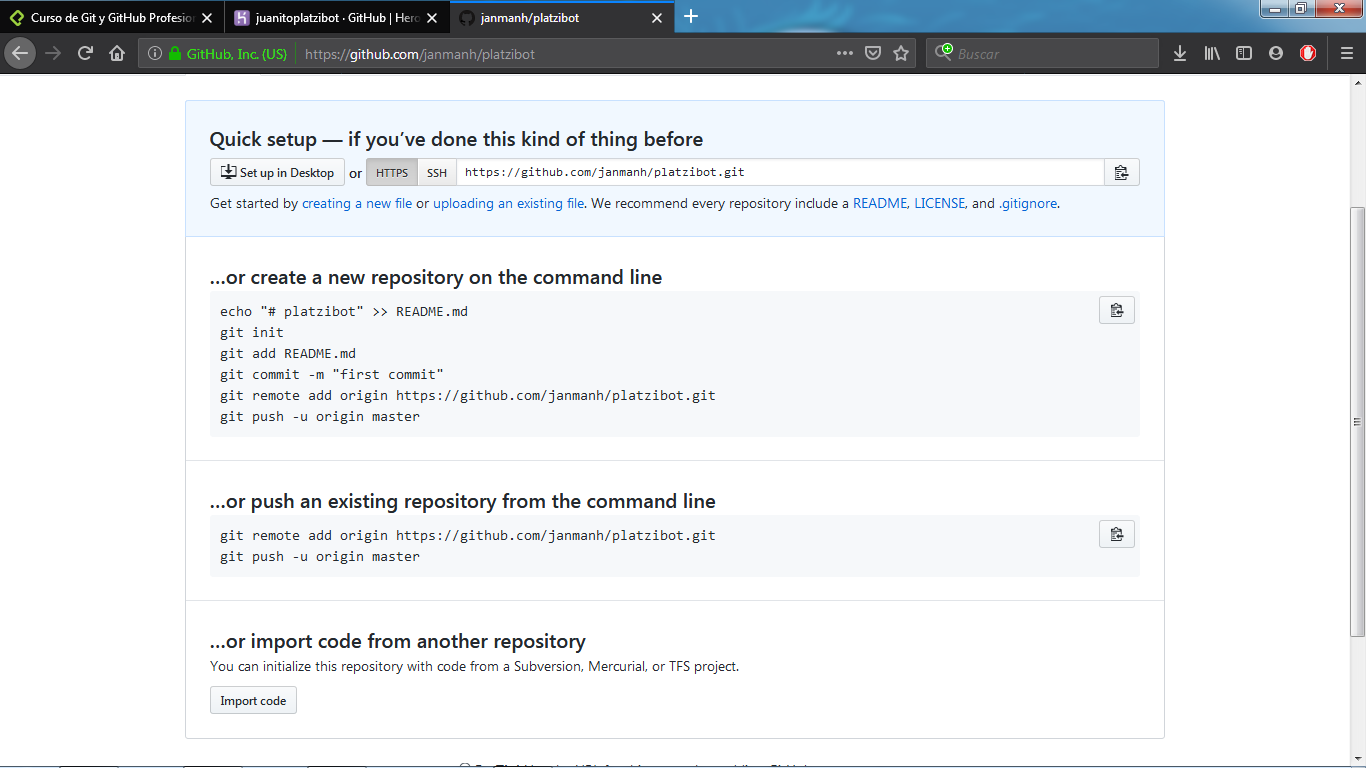 Curso de Git y GitHub Profesion
juanitoplatzibot · GitHub | Hero
janmanh/platzibot
GitHub, Inc. (US)
https://github.com/janmanh/platzibot
Buscar
Quick setup — if you’ve done this kind of thing before
Set up in Desktop or HTTPS SSH https://github.com/janmanh/platzibot.git
Get started by creating a new file or uploading an existing file. We recommend every repository include a README, LICENSE, and .gitignore.
…or create a new repository on the command line
echo "# platzibot" >> README.md
git init
git add README.md
git commit -m "first commit"
git remote add origin https://github.com/janmanh/platzibot.git
git push -u origin master
…or push an existing repository from the command line
git remote add origin https://github.com/janmanh/platzibot.git
git push -u origin master
…or import code from another repository
You can initialize this repository with code from a Subversion, Mercurial, or TFS project.
Import code